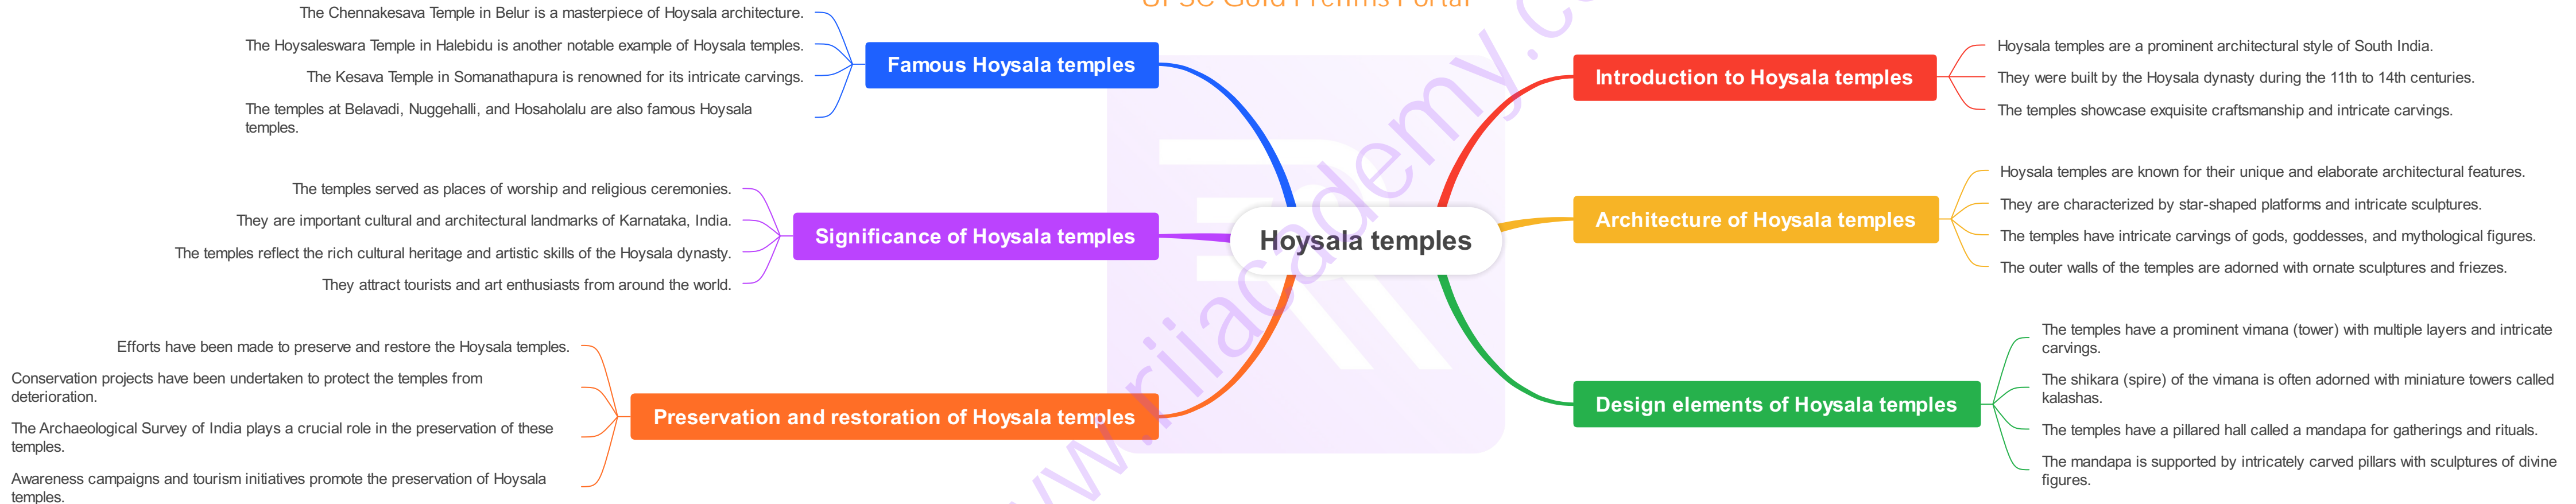 UPSC Gold Prelims Portal
Hoysala temples
Introduction to Hoysala temples
Hoysala temples are a prominent architectural style of South India.
They were built by the Hoysala dynasty during the 11th to 14th centuries.
The temples showcase exquisite craftsmanship and intricate carvings.
Architecture of Hoysala temples
Hoysala temples are known for their unique and elaborate architectural features.
They are characterized by star-shaped platforms and intricate sculptures.
The temples have intricate carvings of gods, goddesses, and mythological figures.
The outer walls of the temples are adorned with ornate sculptures and friezes.
Design elements of Hoysala temples
The temples have a prominent vimana (tower) with multiple layers and intricate
carvings.
The shikara (spire) of the vimana is often adorned with miniature towers called
kalashas.
The temples have a pillared hall called a mandapa for gatherings and rituals.
The mandapa is supported by intricately carved pillars with sculptures of divine
figures.
Famous Hoysala temples
The Chennakesava Temple in Belur is a masterpiece of Hoysala architecture.
The Hoysaleswara Temple in Halebidu is another notable example of Hoysala temples.
The Kesava Temple in Somanathapura is renowned for its intricate carvings.
The temples at Belavadi, Nuggehalli, and Hosaholalu are also famous Hoysala
temples.
Significance of Hoysala temples
The temples served as places of worship and religious ceremonies.
They are important cultural and architectural landmarks of Karnataka, India.
The temples reflect the rich cultural heritage and artistic skills of the Hoysala dynasty.
They attract tourists and art enthusiasts from around the world.
Preservation and restoration of Hoysala temples
Efforts have been made to preserve and restore the Hoysala temples.
Conservation projects have been undertaken to protect the temples from
deterioration.
The Archaeological Survey of India plays a crucial role in the preservation of these
temples.
Awareness campaigns and tourism initiatives promote the preservation of Hoysala
temples.